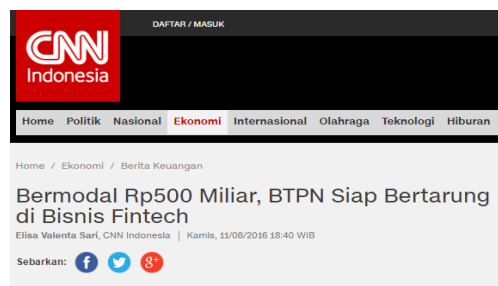 DAFTAR / MASUK
CNN
Indonesia
Home Politik Nasional Ekonomi Internasional Olahraga Teknologi Hiburan
Home / Ekonomi / Berita Keuangan
Bermodal Rp500 Miliar, BTPN Siap Bertarung
di Bisnis Fintech
Elisa Valenta Sari, CNN Indonesia | Kamis, 11/08/2016 18:40 WIB
Sebarkan: f 8+